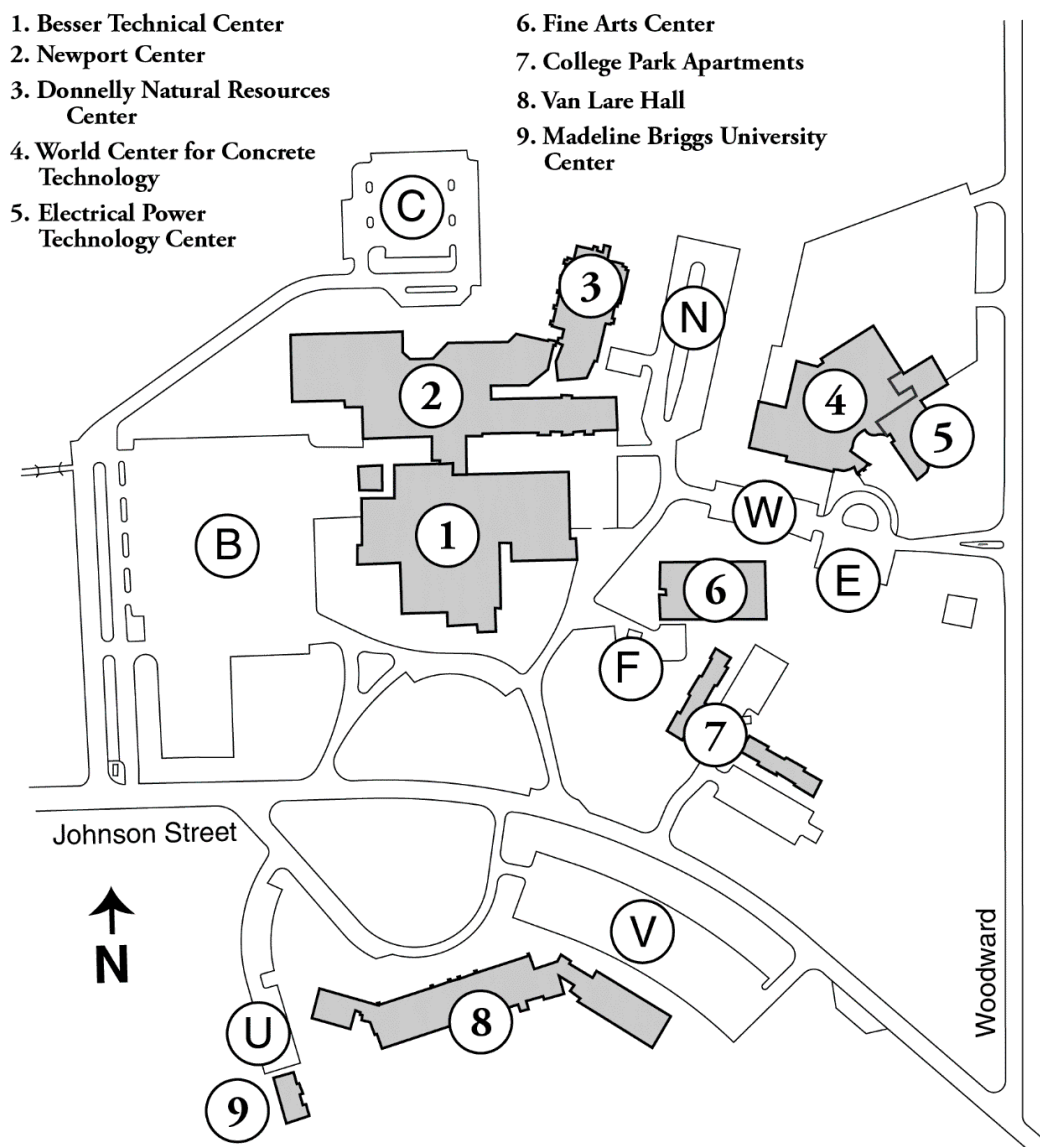 1. Besser Technical Center
2. Newport Center
3. Donnelly Natural Resources
Center
4. World Center for Concrete
Technology
5. Electrical Power
Technology Center
6. Fine Arts Center
7. College Park Apartments
8. Van Lare Hall
9. Madeline Briggs University
Center
C
3
N
2
4
5
B
1
W
E
6
F
7
Johnson Street
N
V
Woodward
U
8
9